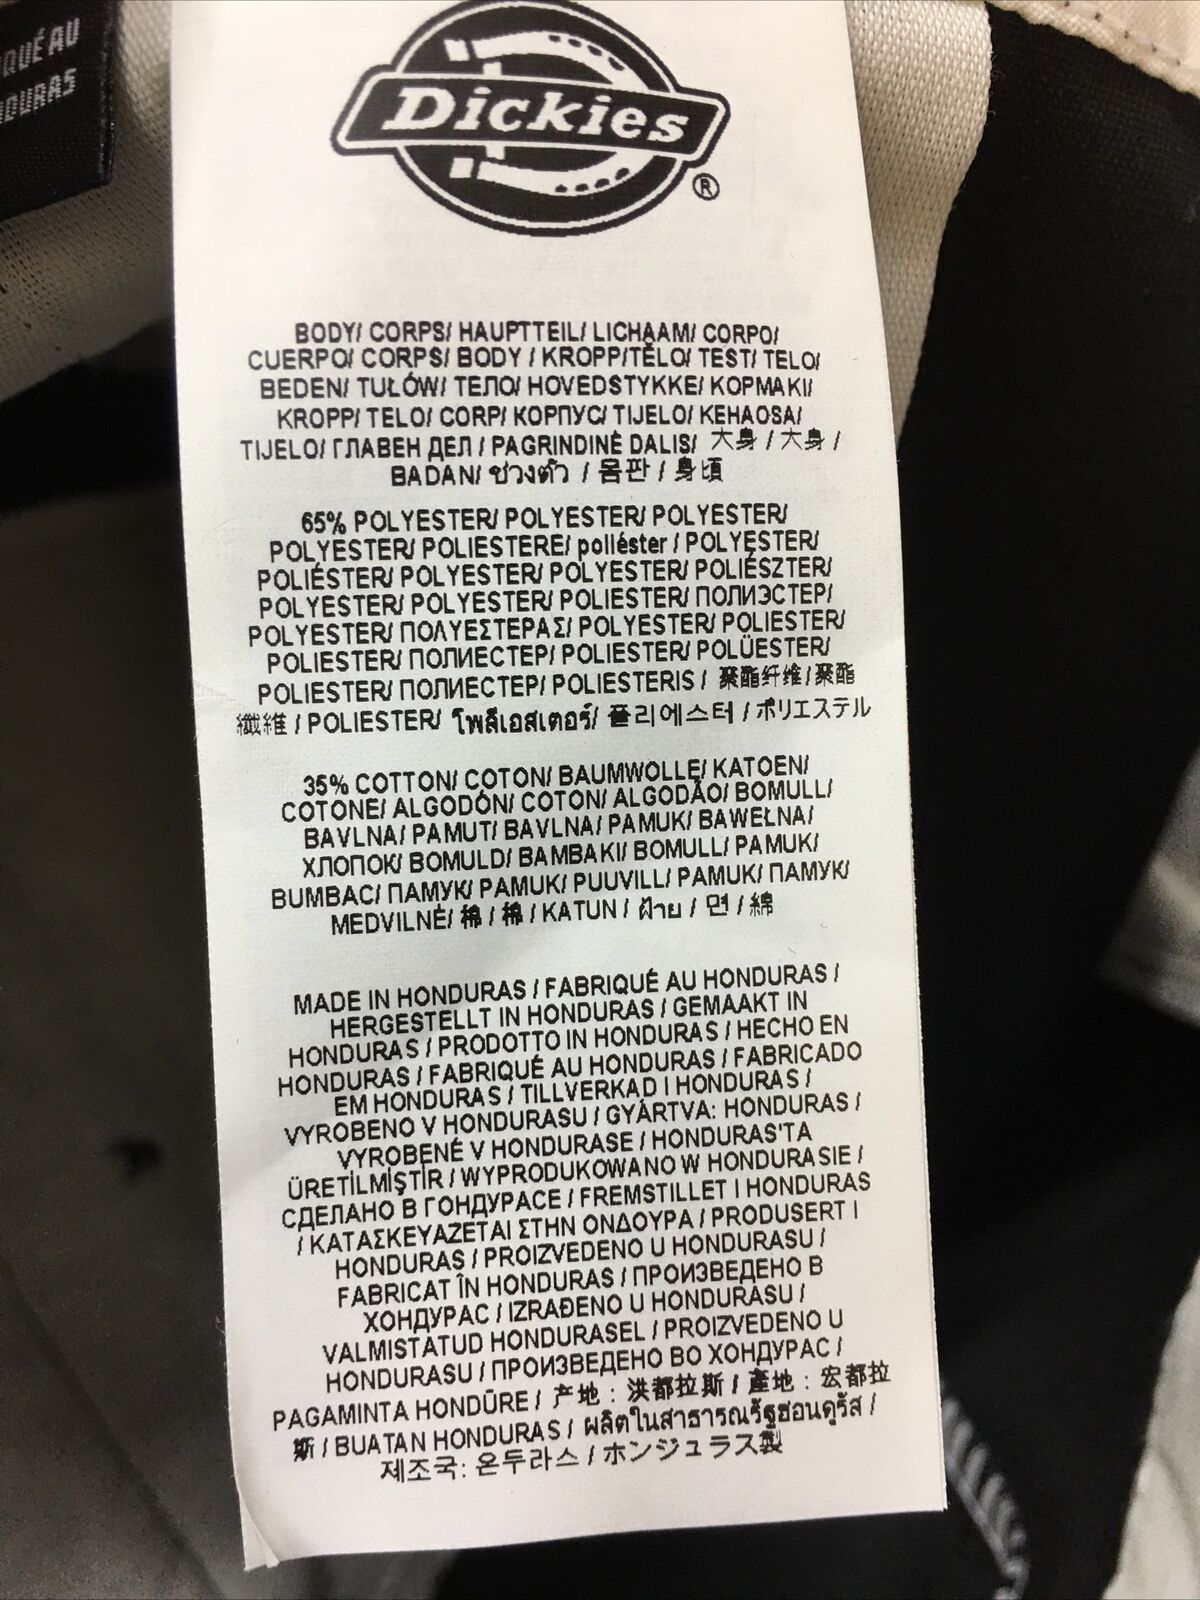 QUÉ AU
DURAS
Dickies
®
BODY/ CORPS/ HAUPTTEIL/ LICHAAM/ CORPO/
CUERPO/ CORPS/ BODY / KROPP/TĚLO/ TEST/ TELO/
BEDEN/ TUŁÓW/ ТЕЛО/ HOVEDSTYKKE/ ΚΟΡΜΑΚΙ/
KROPP/ TELO/ CORP/ КОРПУС/ TIJELO/ KEHAOSA/
TIJELO/ ГЛАВЕН ДЕЛ / PAGRINDINĖ DALIS/ 大身 / 大身 /
BADAN/ ช่วงตัว / 몸판 / 身頃
65% POLYESTER/ POLYESTER/ POLYESTER/
POLYESTER/ POLIESTERE/ poliéster / POLYESTER/
POLIÉSTER/ POLYESTER/ POLYESTER/ POLIÉSZTER/
POLYESTER/ POLYESTER/ POLIESTER/ ПОЛИЭСТЕР/
POLYESTER/ ΠΟΛΥΕΣΤΕΡΑΣ/ POLYESTER/ POLIESTER/
POLIESTER/ ПОЛИЕСТЕР/ POLIESTER/ POLÜESTER/
POLIESTER/ ПОЛИЕСТЕР/ POLIESTERIS / 聚酯纤维 / 聚酯
纖維 / POLIESTER/ โพลีเอสเตอร์/ 폴리에스터 / ポリエステル
35% COTTON/ COTON/ BAUMWOLLE/ KATOEN/
COTONE/ ALGODÓN/ COTON/ ALGODÃO/ BOMULL/
BAVLNA/ PAMUT/ BAVLNA/ PAMUK/ BAWEŁNA/
ХЛОПОК/ BOMULD/ ΒΑΜΒΑΚΙ/ BOMULL/ PAMUK/
BUMBAC/ ПАМУК/ PAMUK/ PUUVILL/ PAMUK/ ПАМУК/
MEDVILNĖ/ 棉 / 棉 / KATUN / ฝ้าย / 면 / 綿
MADE IN HONDURAS / FABRIQUÉ AU HONDURAS /
HERGESTELLT IN HONDURAS / GEMAAKT IN
HONDURAS / PRODOTTO IN HONDURAS / HECHO EN
HONDURAS / FABRIQUÉ AU HONDURAS / FABRICADO
EM HONDURAS / TILLVERKAD I HONDURAS /
VYROBENO V HONDURASU / GYÁRTVA: HONDURAS /
VYROBENÉ V HONDURASE / HONDURAS'TA
ÜRETİLMİŞTİR / WYPRODUKOWANO W HONDURASIE /
СДЕЛАНО В ГОНДУРАСЕ / FREMSTILLET I HONDURAS
/ ΚΑΤΑΣΚΕΥΑΖΕΤΑΙ ΣΤΗΝ ΟΝΔΟΥΡΑ / PRODUSERT I
HONDURAS / PROIZVEDENO U HONDURASU /
FABRICAT ÎN HONDURAS / ПРОИЗВЕДЕНО В
ХОНДУРАС / IZRAĐENO U HONDURASU /
VALMISTATUD HONDURASEL / PROIZVEDENO U
HONDURASU / ПРОИЗВЕДЕНО ВО ХОНДУРАС /
PAGAMINTA HONDŪRE / 产地 : 洪都拉斯 / 產地 : 宏都拉
斯 / BUATAN HONDURAS / ผลิตในสาธารณรัฐฮอนดูรัส /
제조국: 온두라스 / ホンジュラス製